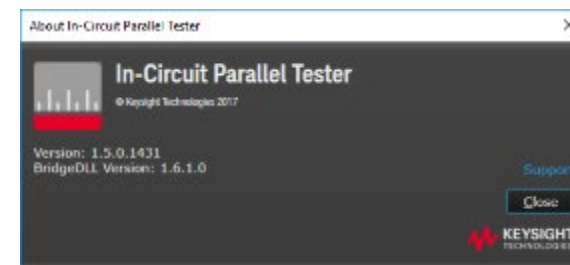 About In-Circuit Parallel Tester
In-Circuit Parallel Tester
© Keysight Technologies 2017
Version: 1.5.0.1431
BridgeDLL Version: 1.6.1.0
Suppor
Close
KEYSIGHT
TECHNOLOGIES